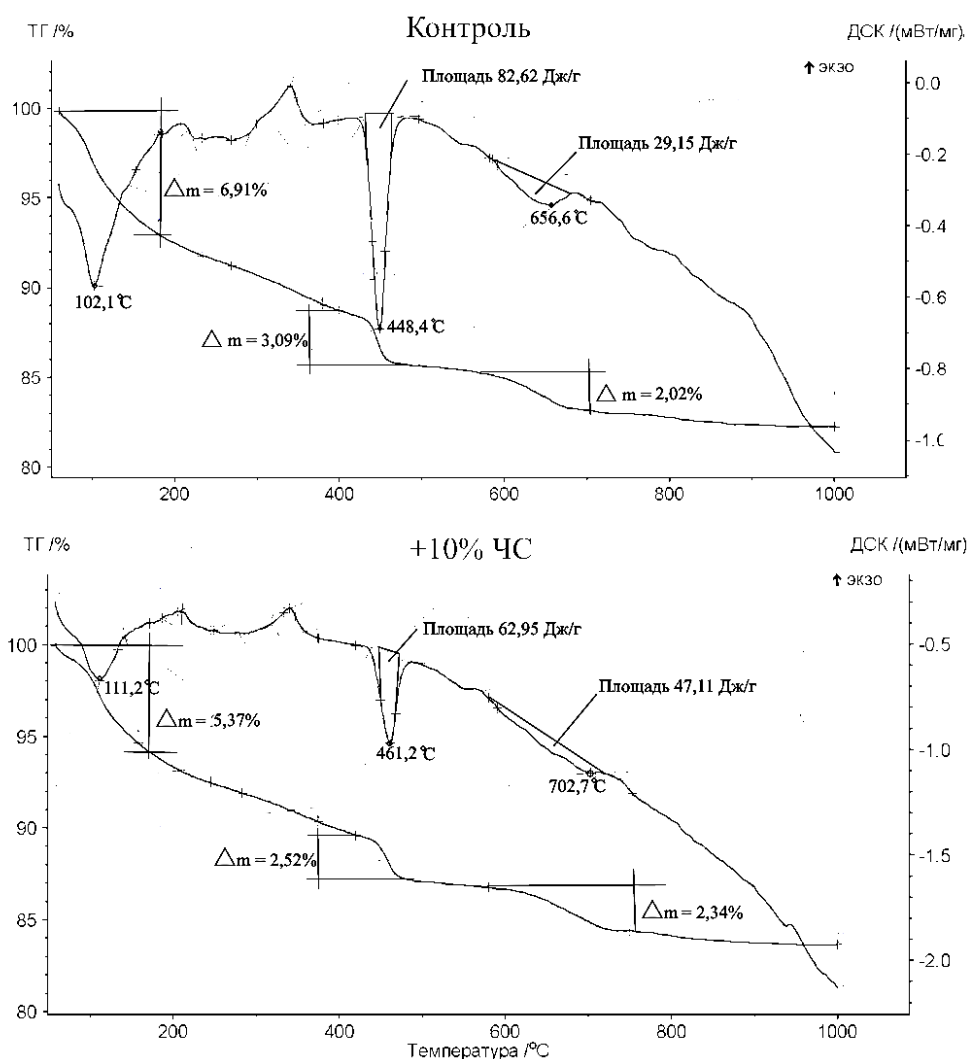 Контроль
ТГ /%
ДСК /(мВт/мг)
↑ экзо
Площадь 82,62 Дж/г
Площадь 29,15 Дж/г
100
95
90
85
80
0.0
-0.2
-0.4
-0.6
-0.8
-1.0
△m = 6,91%
102,1°C
656,6°C
448,4°C
△ m = 3,09%
△ m = 2,02%
200
400
600
800
1000
+10% ЧС
ТГ /%
ДСК /(мВт/мг)
↑ экзо
Площадь 62,95 Дж/г
Площадь 47,11 Дж/г
100
95
90
85
80
-0.5
-1.0
-1.5
-2.0
111,2°C
△m = 5,37%
461,2°C
702,7°C
△m = 2,52%
△m = 2,34%
200
400
600
800
1000
Температура /°C